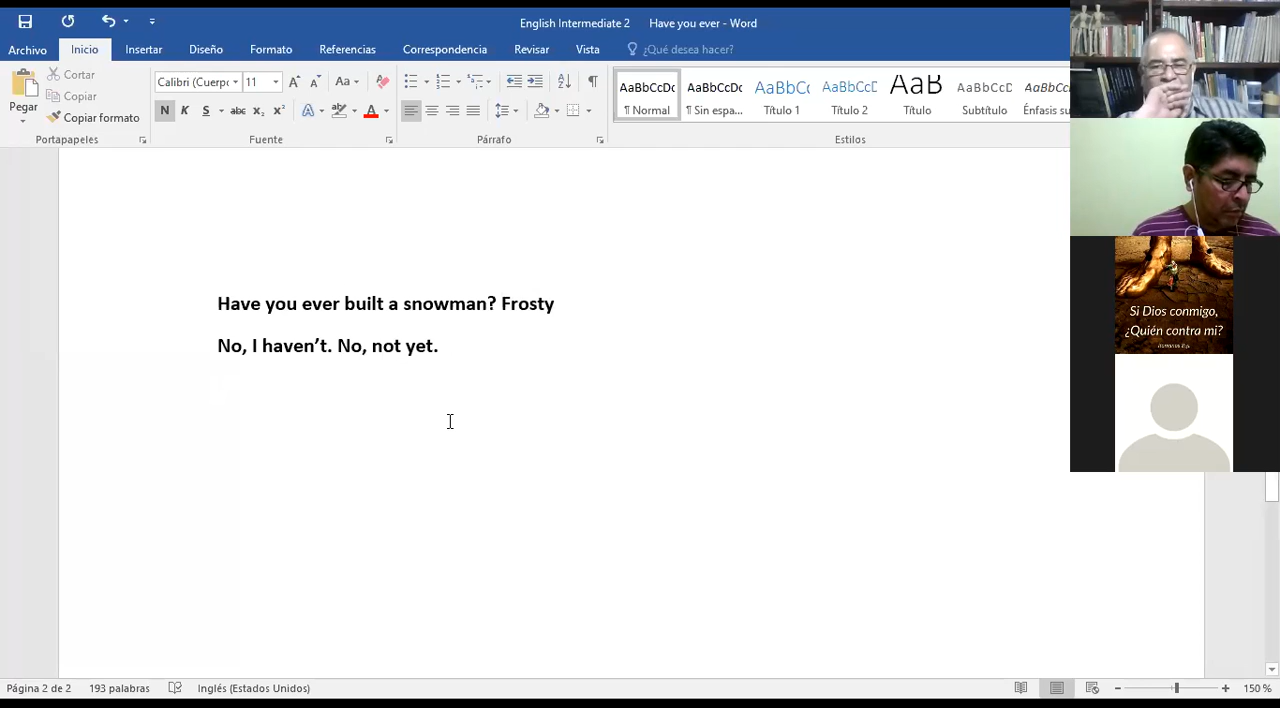 English Intermediate 2 Have you ever - Word
Archivo Inicio Insertar Diseño Formato Referencias Correspondencia Revisar Vista ¿Qué desea hacer?
Pegar
Cortar
Copiar
Copiar formato
Portapapeles
Calibri (Cuerpo 11
Fuente
Párrafo
AaBbCcDc AaBbCcDc AaBbCc AaBbCcC AaB AaBbCcD AaBbCcDc
¶ Normal ¶ Sin espa... Título 1 Título 2 Título Subtítulo Énfasis su
Estilos
Have you ever built a snowman? Frosty
No, I haven’t. No, not yet.
Si Dios conmigo,
¿Quién contra mi?
Página 2 de 2 193 palabras Inglés (Estados Unidos) 150 %